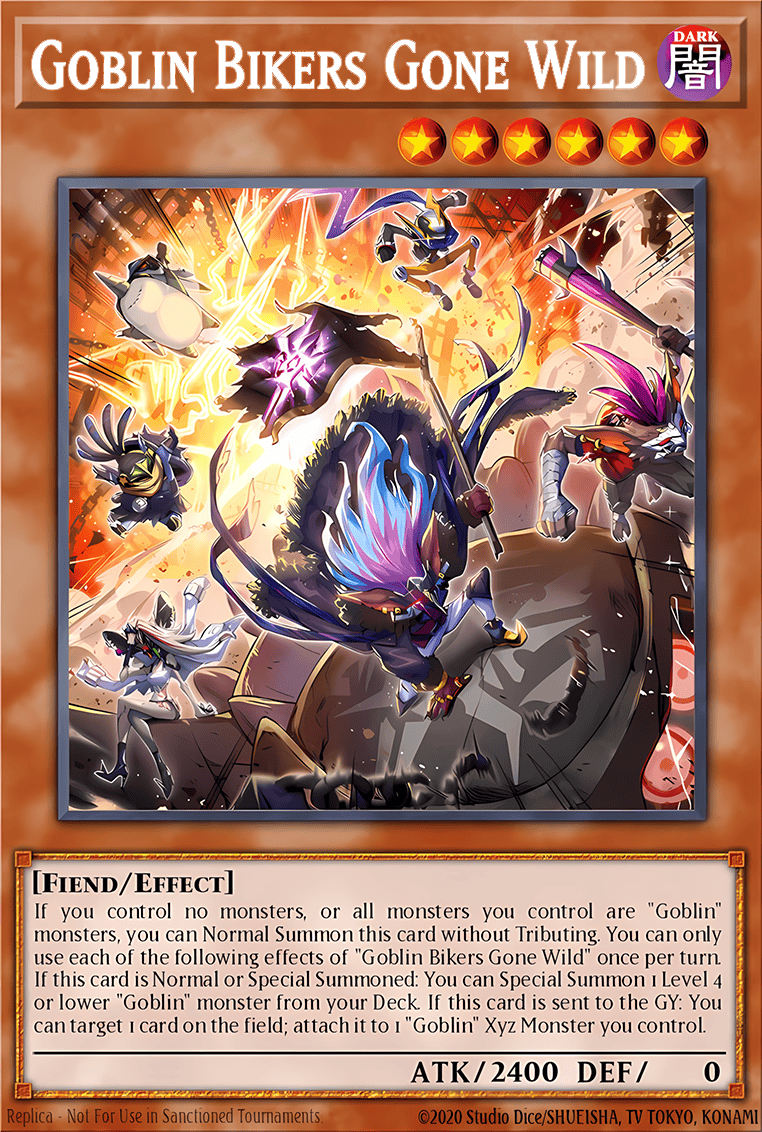 Goblin Bikers Gone Wild
DARK
闇
[Fiend/Effect]
If you control no monsters, or all monsters you control are "Goblin"
monsters, you can Normal Summon this card without Tributing. You can only
use each of the following effects of "Goblin Bikers Gone Wild" once per turn.
If this card is Normal or Special Summoned: You can Special Summon 1 Level 4
or lower "Goblin" monster from your Deck. If this card is sent to the GY: You
can target 1 card on the field; attach it to 1 "Goblin" Xyz Monster you control.
ATK/2400 DEF/ 0
Replica - Not For Use in Sanctioned Tournaments.
©2020 Studio Dice/SHUEISHA, TV TOKYO, KONAMI